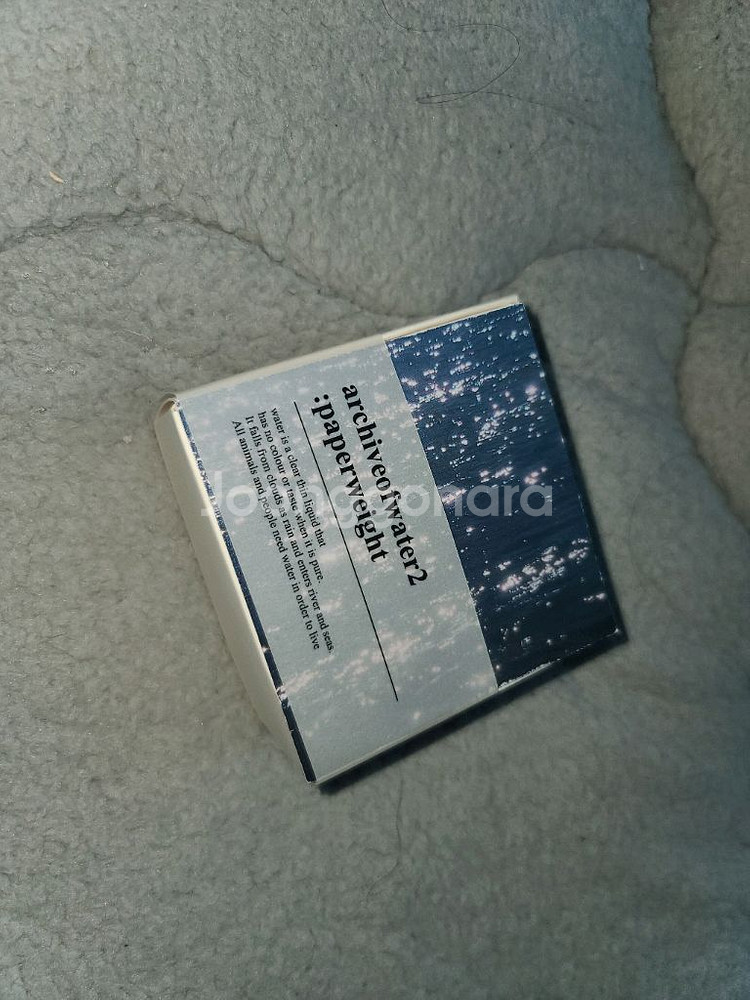 archiveofwater2
:paperweight
water is a clear thin liquid that
has no colour or taste when it is pure.
It falls from clouds as rain and enters river and seas.
All animals and people need water in order to live
Joongonara